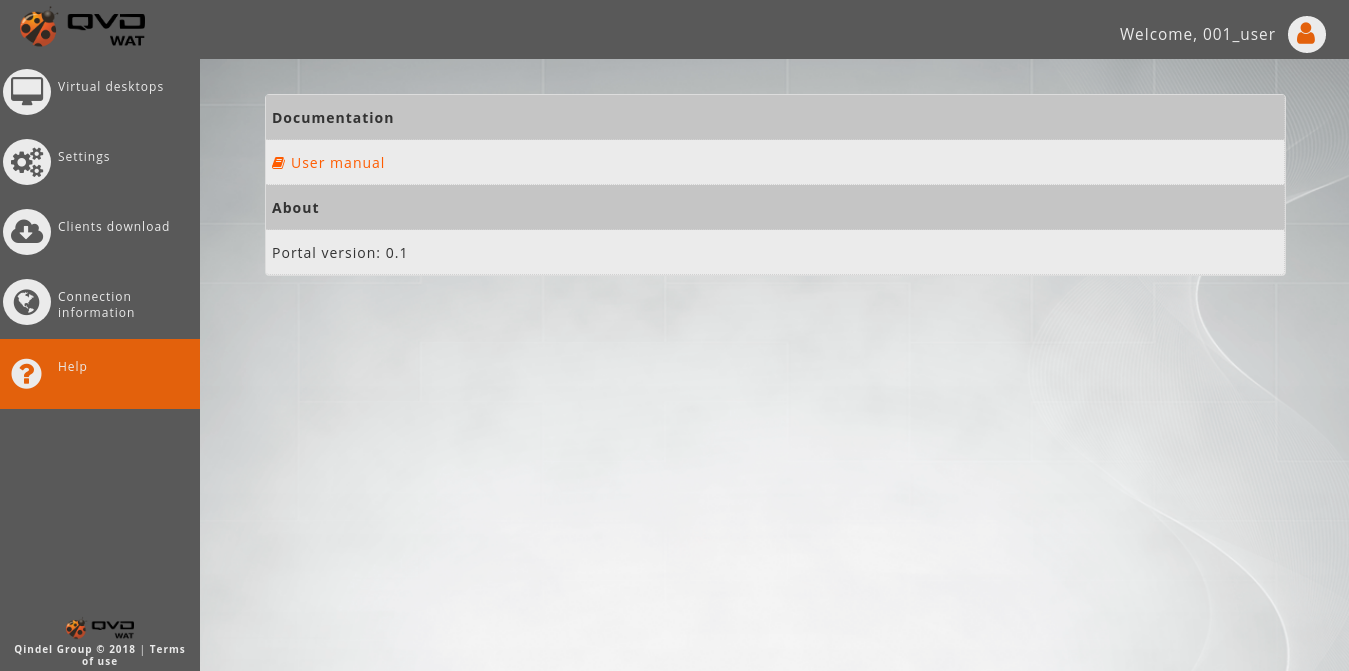 QVD
WAT
Welcome, 001_user
Virtual desktops
Settings
Clients download
Connection
information
Help
Documentation
User manual
About
Portal version: 0.1
QVD
WAT
Qindel Group © 2018 | Terms
of use